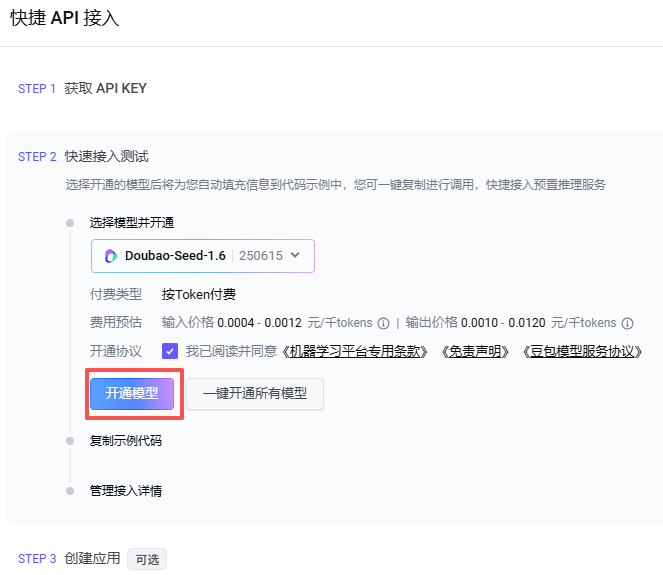 快捷 API 接入
STEP 1 获取 API KEY
STEP 2 快速接入测试
选择开通的模型后将为您自动填充信息到代码示例中，您可一键复制进行调用，快捷接入预置推理服务
选择模型并开通
Doubao-Seed-1.6 | 250615
付费类型 按Token付费
费用预估 输入价格 0.0004 - 0.0012 元/千tokens | 输出价格 0.0010 - 0.0120 元/千tokens
开通协议 我已阅读并同意《机器学习平台专用条款》《免责声明》《豆包模型服务协议》
开通模型 一键开通所有模型
复制示例代码
管理接入详情
STEP 3 创建应用 可选